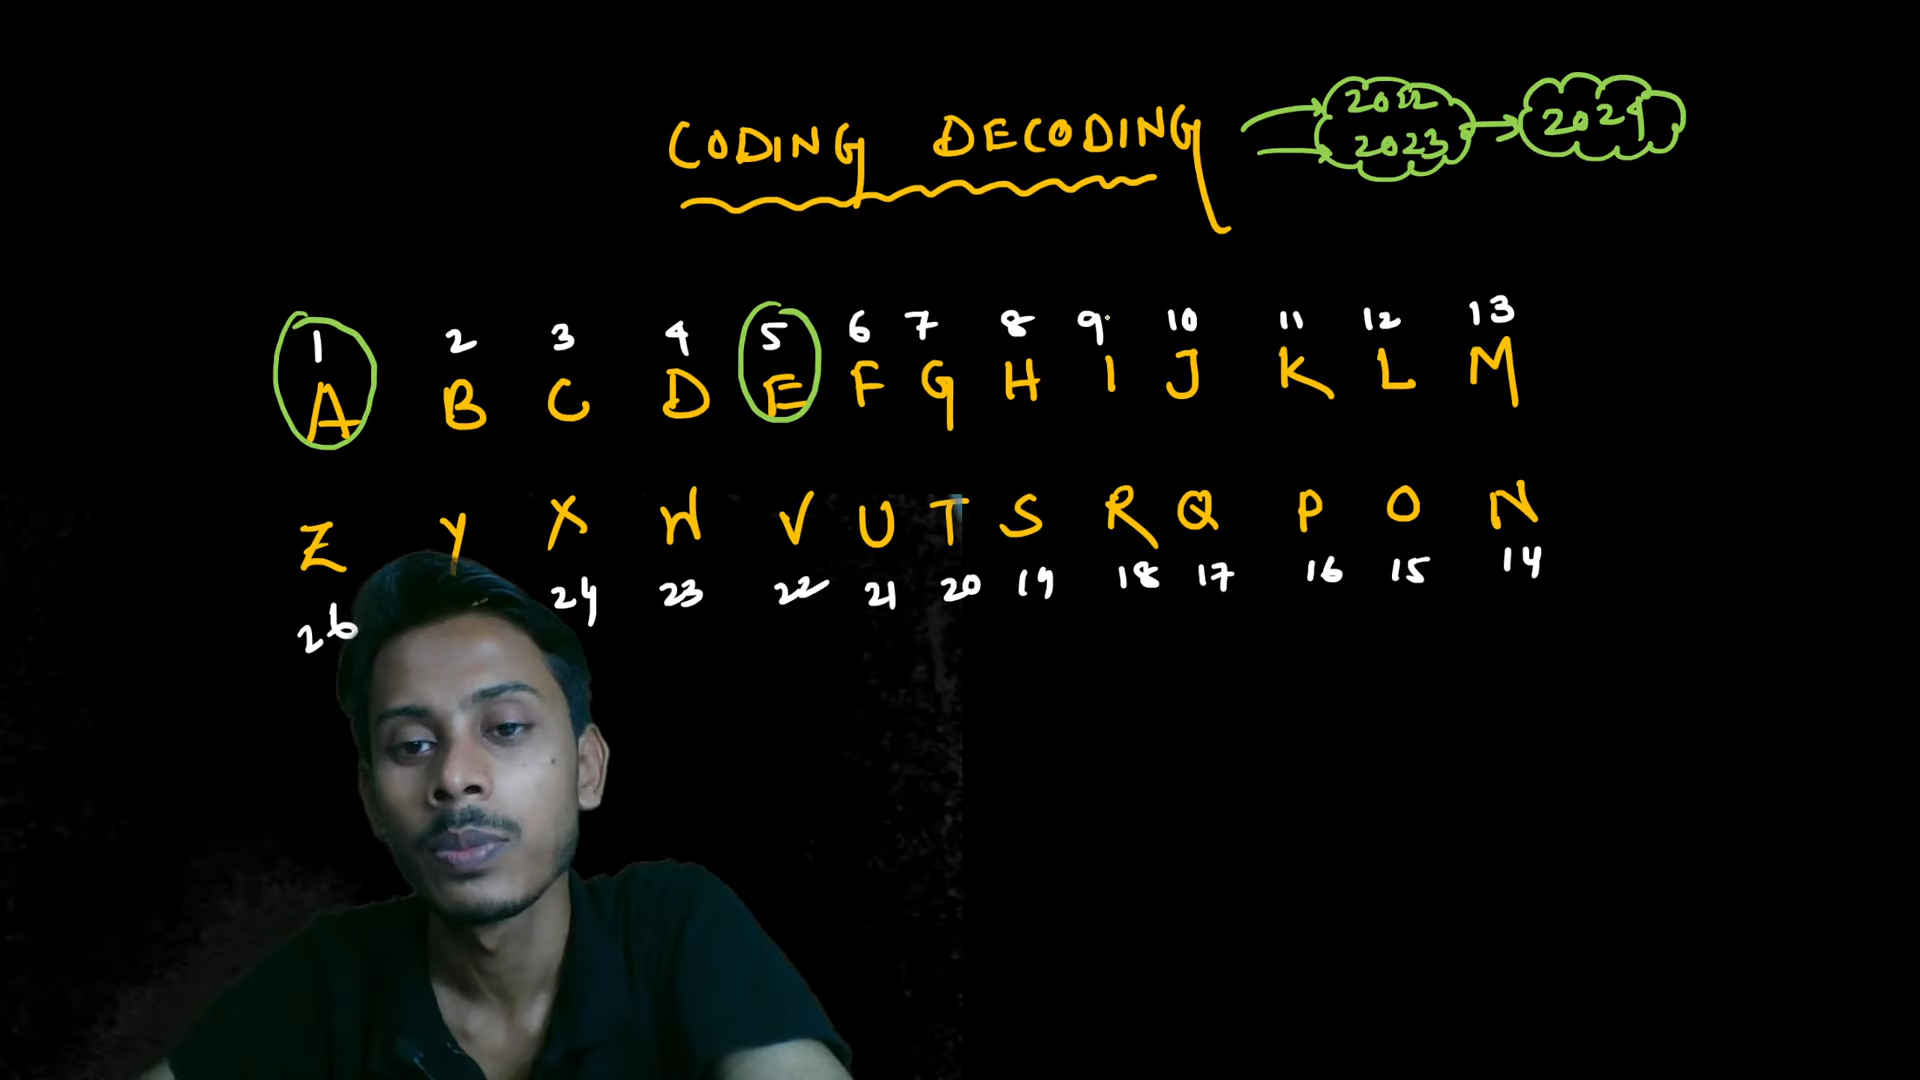 CODING DECODING
2022
2023
2024
1 2 3 4 5 6 7 8 9 10 11 12 13
A B C D E F G H I J K L M
Z Y X W V U T S R Q P O N
26 24 23 22 21 20 19 18 17 16 15 14